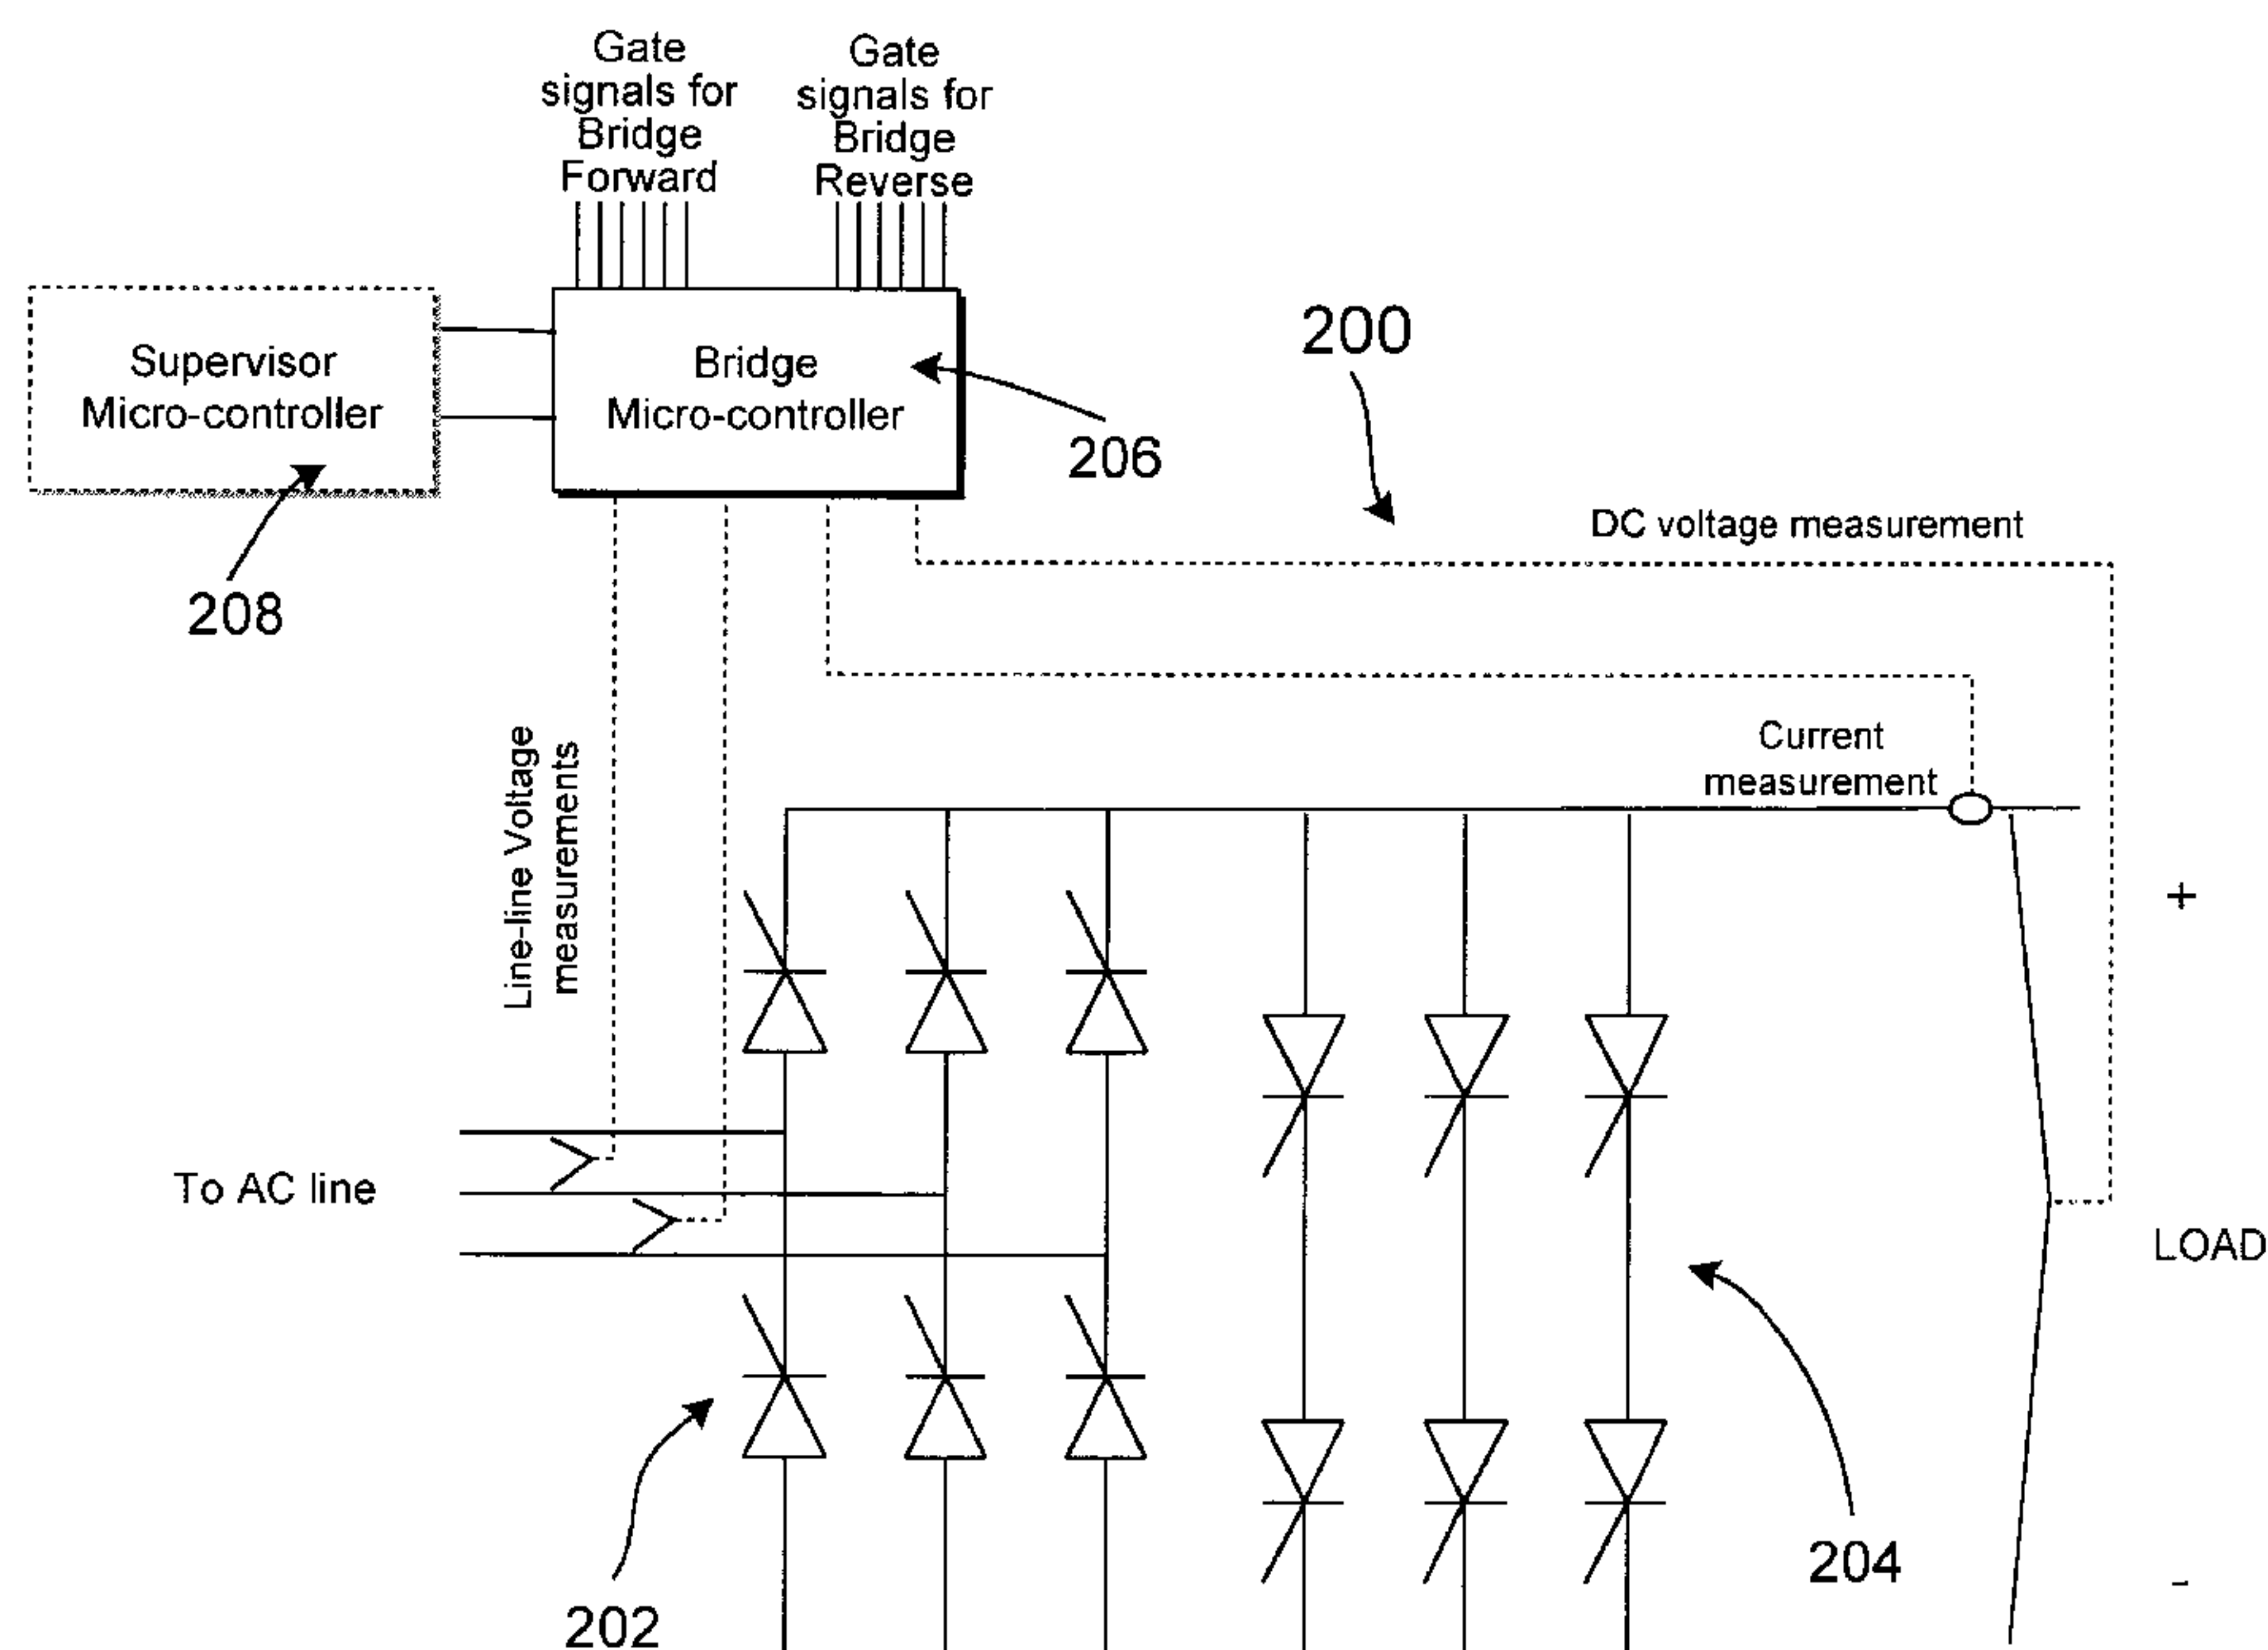 Gate
signals for
Bridge
Forward
Gate
signals for
Bridge
Reverse
Supervisor
Micro-controller
Bridge
Micro-controller
200
206
208
DC voltage measurement
Line-line Voltage
measurements
Current
measurement
+
To AC line
LOAD
202
204
-